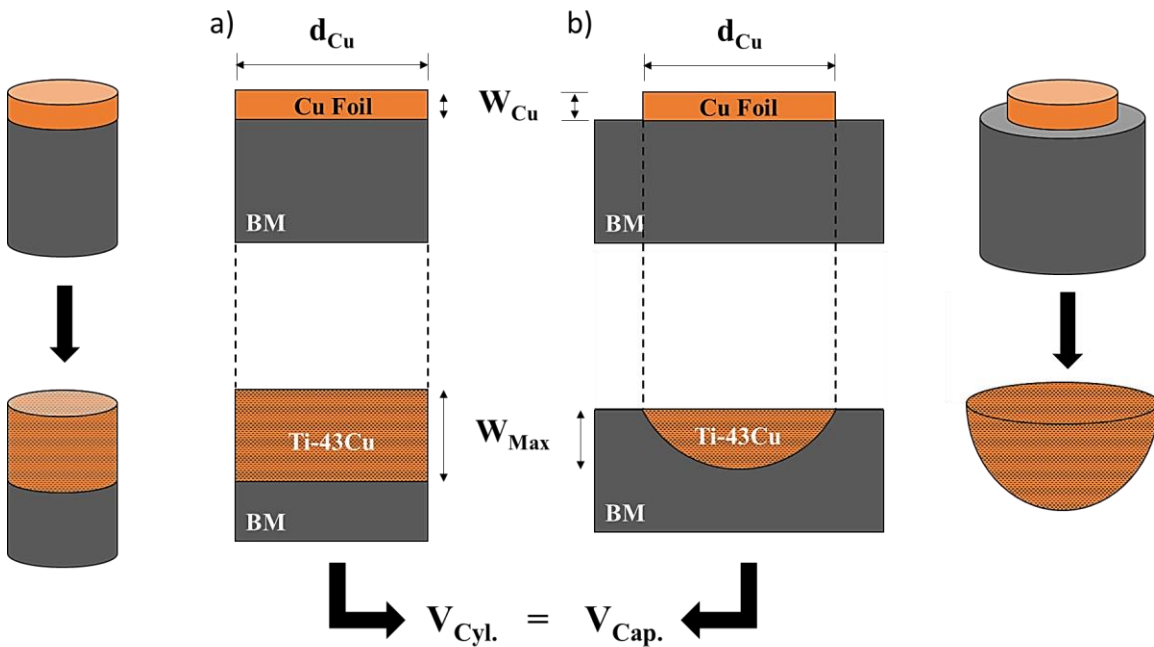 a)
d_Cu
b)
d_Cu
Cu Foil
W_Cu
Cu Foil
BM
BM
Ti-43Cu
W_Max
Ti-43Cu
BM
BM
V_Cyl. = V_Cap.